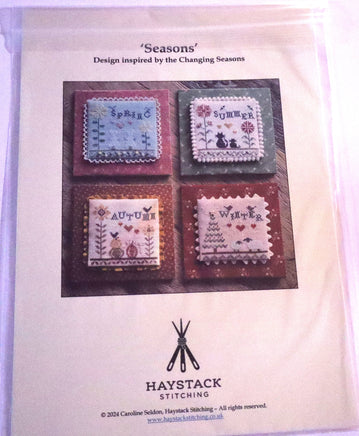 'Seasons'
Design inspired by the Changing Seasons
SPRING
SUMMER
AUTUMN
WINTER
HAYSTACK
STITCHING
© 2024 Caroline Seldon, Haystack Stitching – All rights reserved.
www.haystackstitching.co.uk